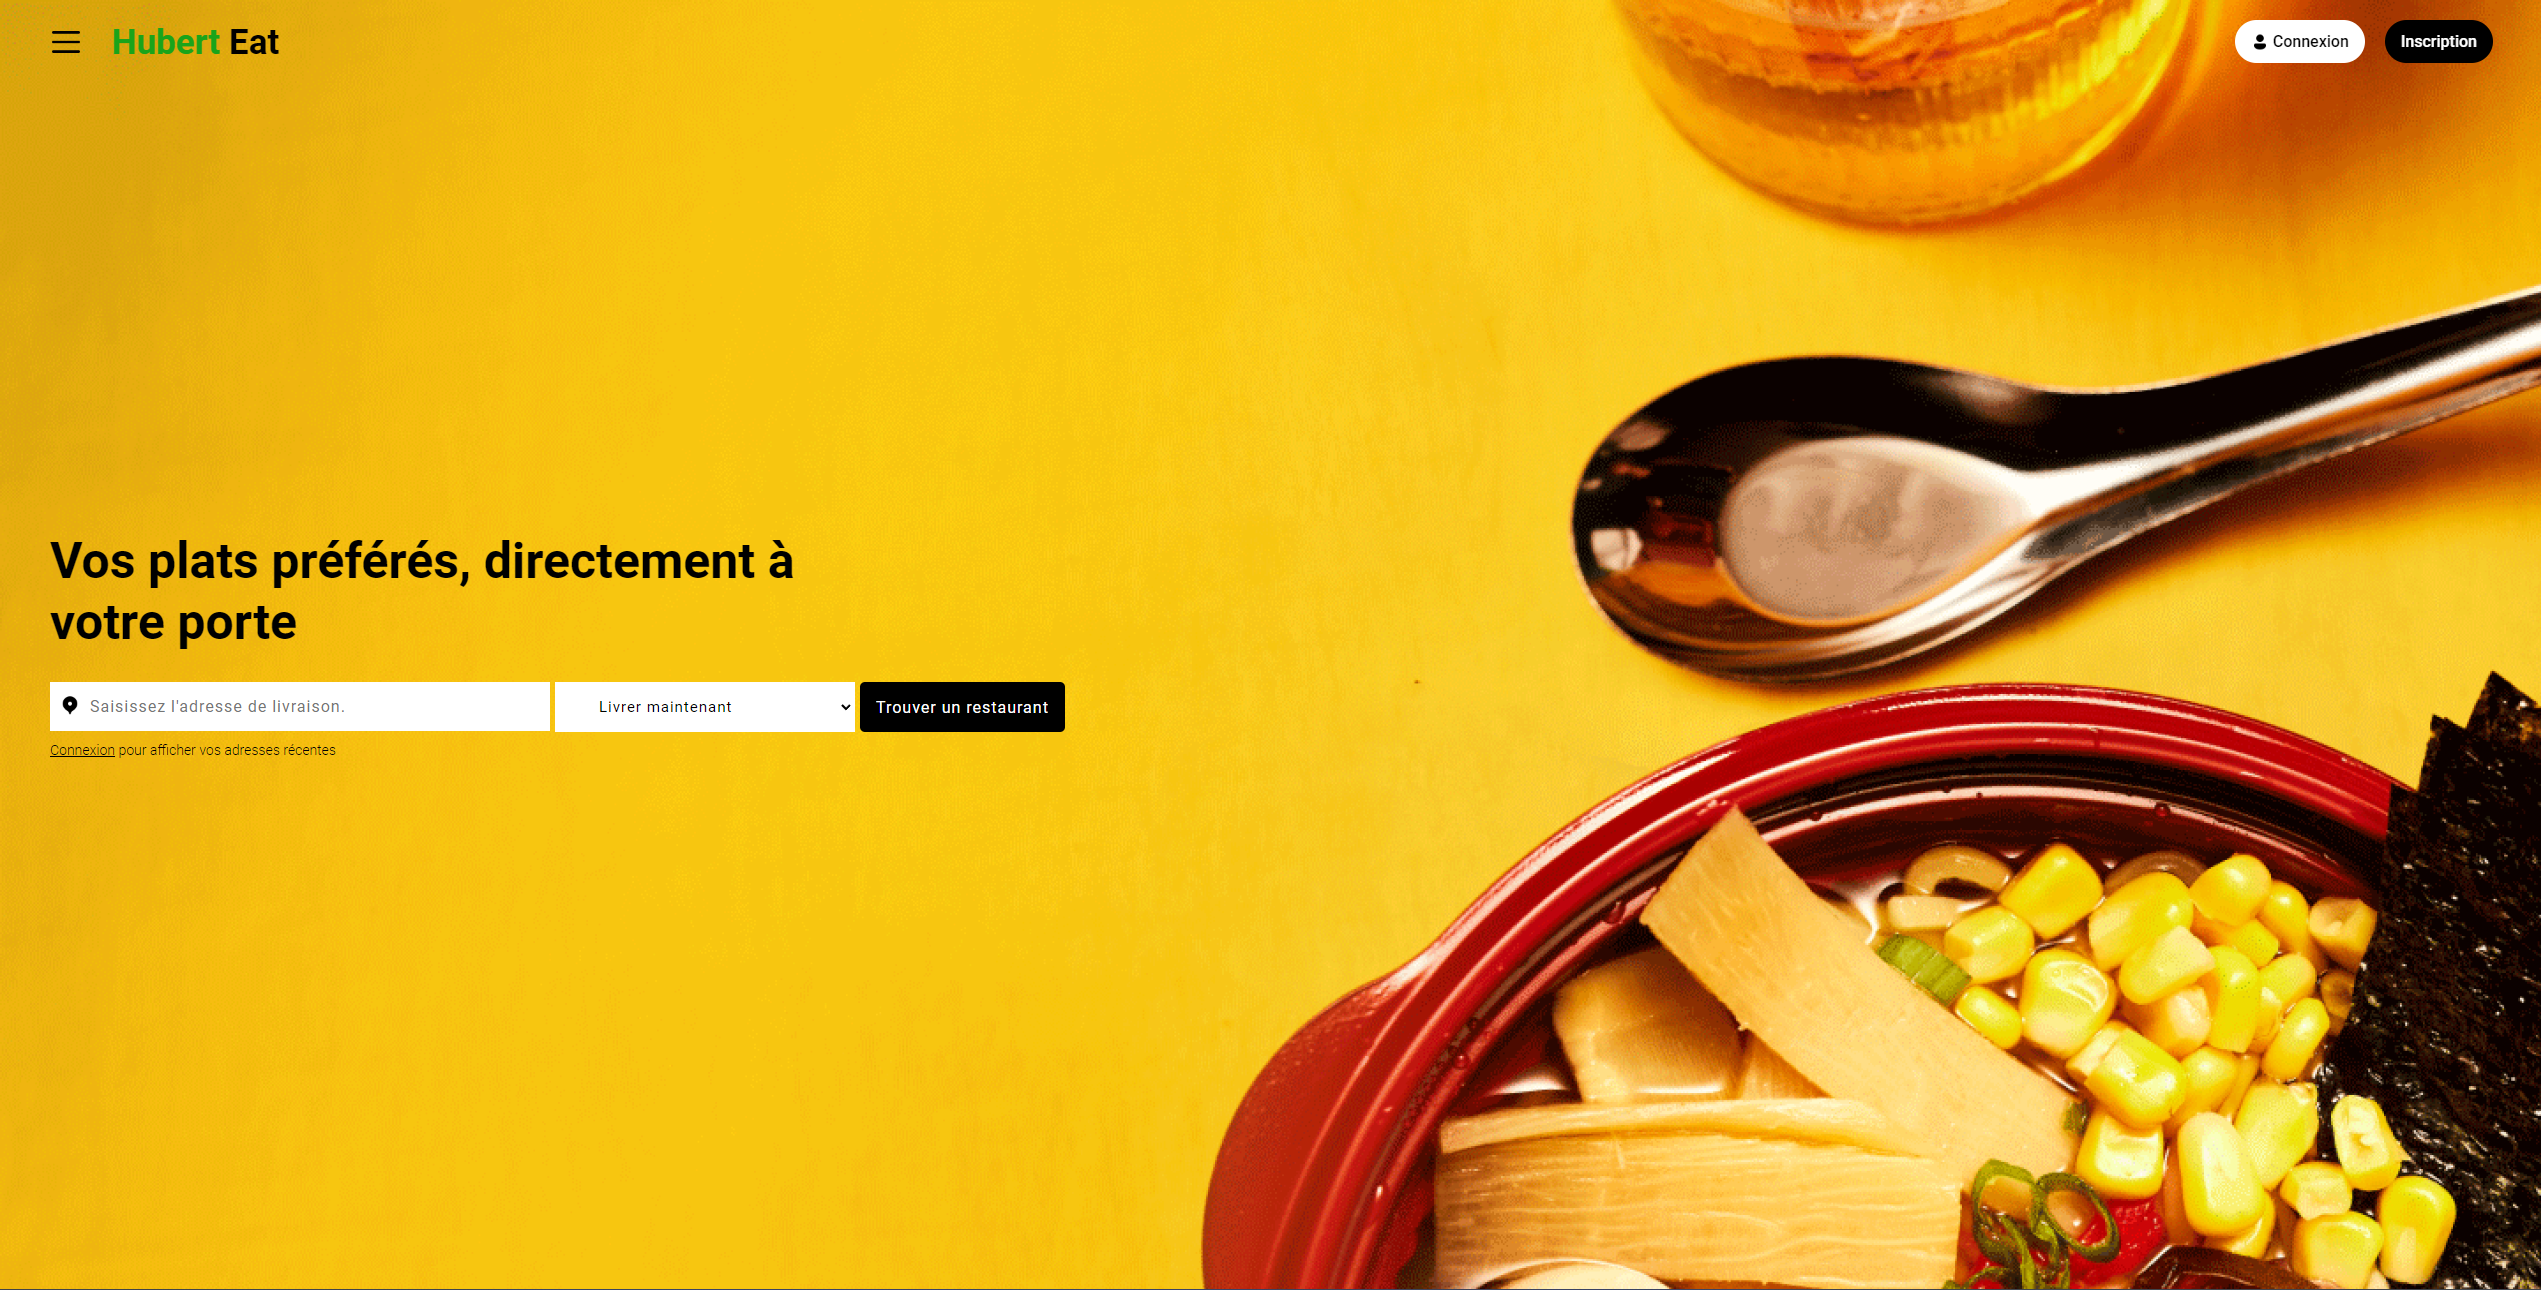 Hubert Eat
Connexion
Inscription
Vos plats préférés, directement à
votre porte
Saisissez l'adresse de livraison.
Livrer maintenant
Trouver un restaurant
Connexion pour afficher vos adresses récentes